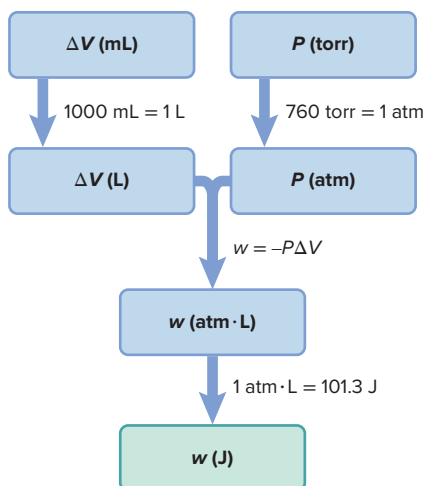 ΔV (mL)
P (torr)
1000 mL = 1 L
760 torr = 1 atm
ΔV (L)
P (atm)
w = –PΔV
w (atm·L)
1 atm·L = 101.3 J
w (J)